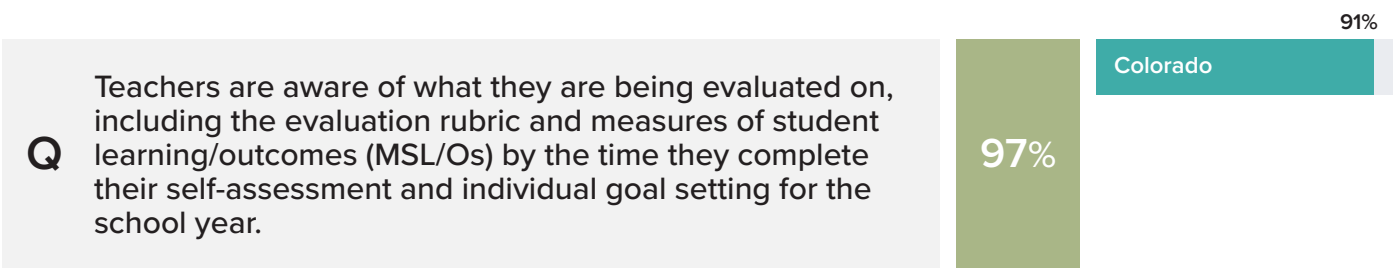 91%
Colorado
Q
Teachers are aware of what they are being evaluated on,
including the evaluation rubric and measures of student
learning/outcomes (MSL/Os) by the time they complete
their self-assessment and individual goal setting for the
school year.
97%